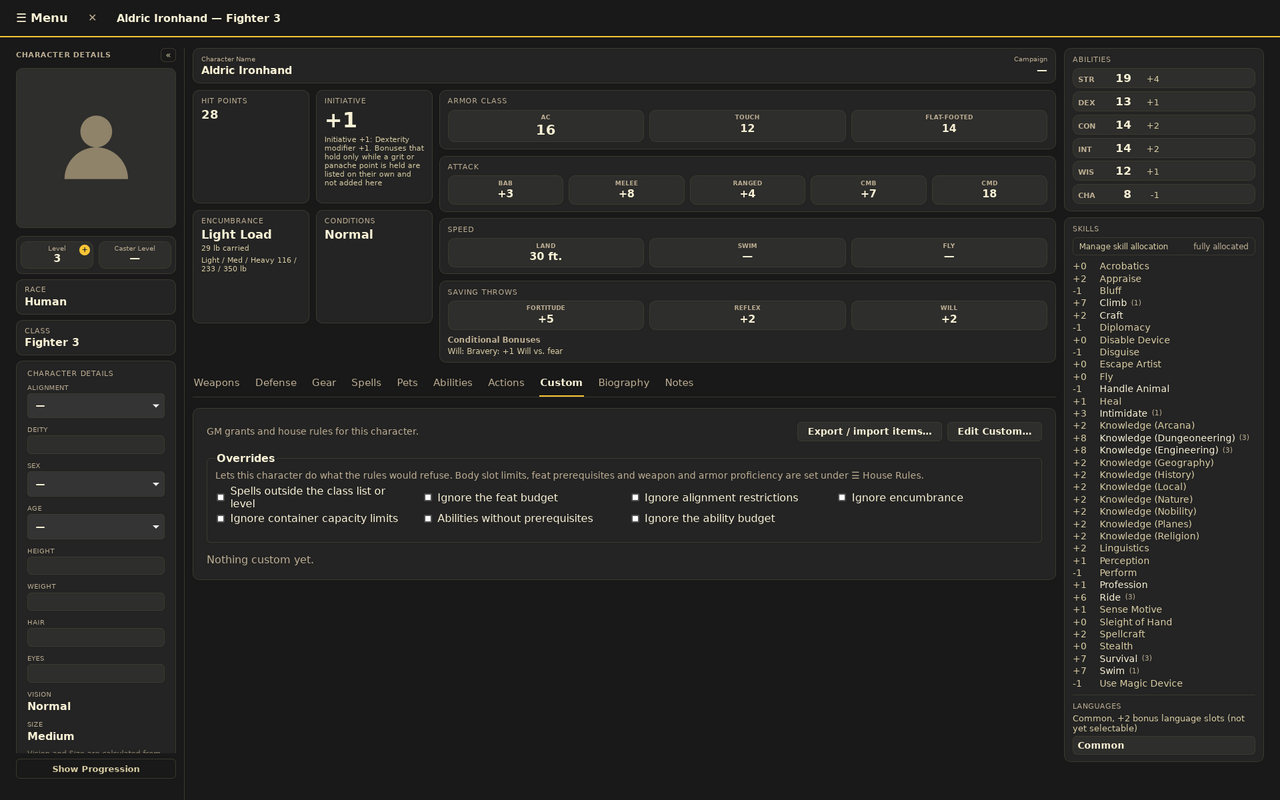 ☰ Menu
✕
Aldric Ironhand — Fighter 3
CHARACTER DETAILS
«
Level
3
+
Caster Level
—
RACE
Human
CLASS
Fighter 3
CHARACTER DETAILS
ALIGNMENT
—
DEITY
SEX
—
AGE
—
HEIGHT
WEIGHT
HAIR
EYES
VISION
Normal
SIZE
Medium
Vision and Size are calculated from
Show Progression
Character Name
Aldric Ironhand
Campaign
—
HIT POINTS
28
INITIATIVE
+1
Initiative +1: Dexterity
modifier +1. Bonuses that
hold only while a grit or
panache point is held are
listed on their own and
not added here
ENCUMBRANCE
Light Load
29 lb carried
Light / Med / Heavy 116 /
233 / 350 lb
CONDITIONS
Normal
ARMOR CLASS
AC
16
TOUCH
12
FLAT-FOOTED
14
ATTACK
BAB
+3
MELEE
+8
RANGED
+4
CMB
+7
CMD
18
SPEED
LAND
30 ft.
SWIM
—
FLY
—
SAVING THROWS
FORTITUDE
+5
REFLEX
+2
WILL
+2
Conditional Bonuses
Will: Bravery: +1 Will vs. fear
Weapons Defense Gear Spells Pets Abilities Actions Custom Biography Notes
GM grants and house rules for this character.
Export / import items...
Edit Custom...
Overrides
Lets this character do what the rules would refuse. Body slot limits, feat prerequisites and weapon and armor proficiency are set under ☰ House Rules.
Spells outside the class list or
level
Ignore the feat budget
Ignore alignment restrictions
Ignore encumbrance
Ignore container capacity limits
Abilities without prerequisites
Ignore the ability budget
Nothing custom yet.
ABILITIES
STR 19 +4
DEX 13 +1
CON 14 +2
INT 14 +2
WIS 12 +1
CHA 8 -1
SKILLS
Manage skill allocation fully allocated
+0 Acrobatics
+2 Appraise
-1 Bluff
+7 Climb (1)
+2 Craft
-1 Diplomacy
+0 Disable Device
-1 Disguise
+0 Escape Artist
+0 Fly
-1 Handle Animal
+1 Heal
+3 Intimidate (1)
+2 Knowledge (Arcana)
+8 Knowledge (Dungeoneering) (3)
+8 Knowledge (Engineering) (3)
+2 Knowledge (Geography)
+2 Knowledge (History)
+2 Knowledge (Local)
+2 Knowledge (Nature)
+2 Knowledge (Nobility)
+2 Knowledge (Planes)
+2 Knowledge (Religion)
+2 Linguistics
+1 Perception
-1 Perform
+1 Profession
+6 Ride (3)
+1 Sense Motive
+0 Sleight of Hand
+2 Spellcraft
+0 Stealth
+7 Survival (3)
+7 Swim (1)
-1 Use Magic Device
LANGUAGES
Common, +2 bonus language slots (not
yet selectable)
Common